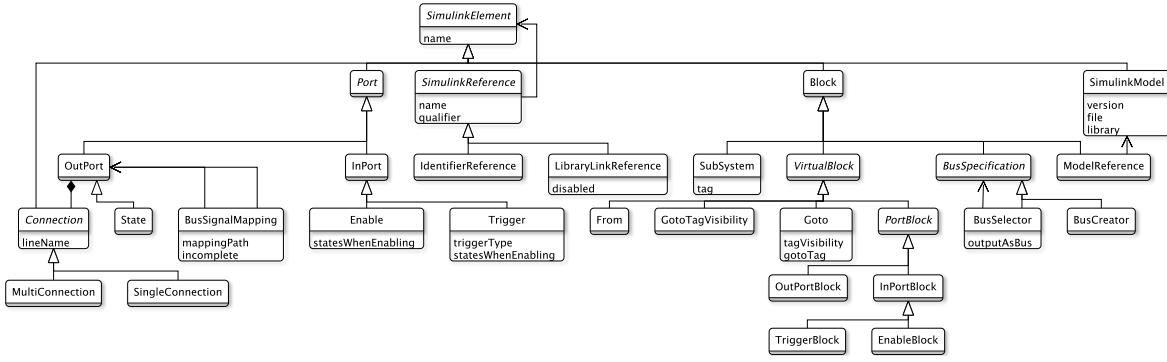 SimulinkElement
name
Port
SimulinkReference
name
qualifier
Block
SimulinkModel
version
file
library
OutPort
InPort
IdentifierReference
LibraryLinkReference
disabled
SubSystem
tag
VirtualBlock
BusSpecification
ModelReference
Connection
lineName
State
BusSignalMapping
mappingPath
incomplete
Enable
statesWhenEnabling
Trigger
triggerType
statesWhenEnabling
From
GotoTagVisibility
Goto
tagVisibility
gotoTag
PortBlock
BusSelector
outputAsBus
BusCreator
MultiConnection
SingleConnection
OutPortBlock
InPortBlock
TriggerBlock
EnableBlock